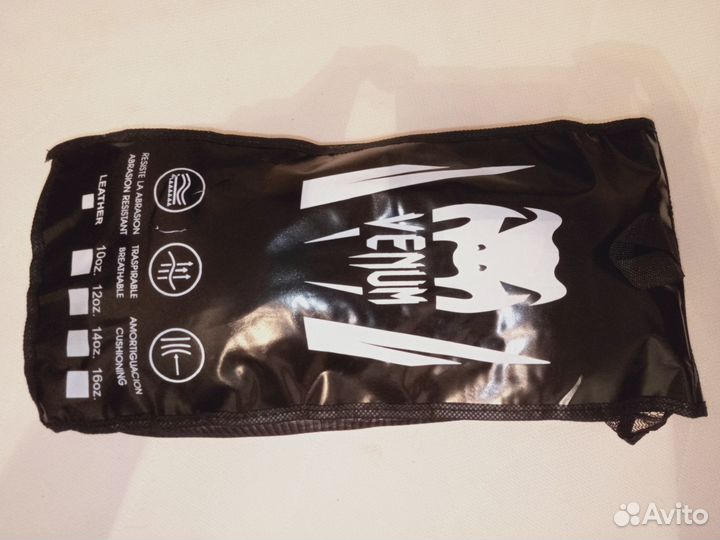 VENUM
RESISTE LA ABRASION
ABRASION RESISTANT
TRASPIRABLE
BREATHABLE
AMORTIGUACION
CUSHIONING
LEATHER
10oz.
12oz.
14oz.
16oz.
Avito